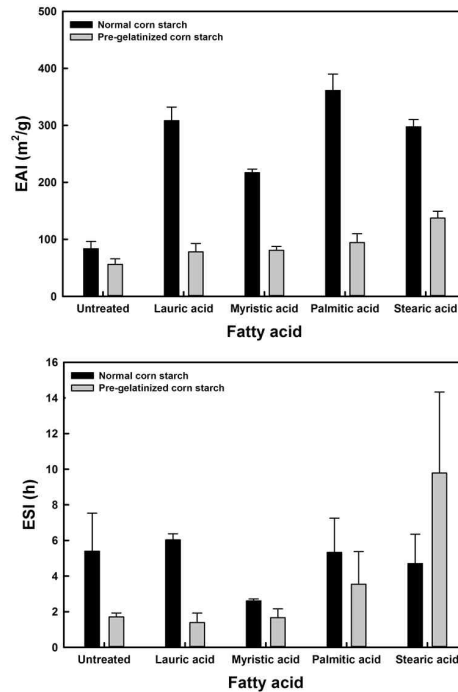 500
400
300
200
100
0
EAI (m²/g)
Normal corn starch
Pre-gelatinized corn starch
Untreated Lauric acid Myristic acid Palmitic acid Stearic acid
Fatty acid
16
14
12
10
8
6
4
2
0
ESI (h)
Normal corn starch
Pre-gelatinized corn starch
Untreated Lauric acid Myristic acid Palmitic acid Stearic acid
Fatty acid